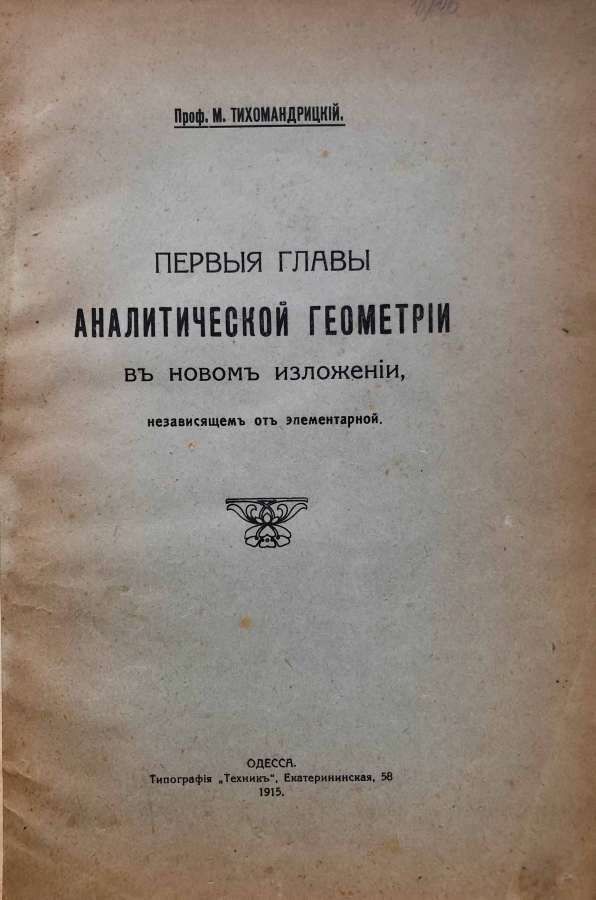 Проф. М. ТИХОМАНДРИЦКІЙ.
ПЕРВЫЯ ГЛАВЫ
АНАЛИТИЧЕСКОЙ ГЕОМЕТРІИ
ВЪ НОВОМЪ ИЗЛОЖЕНІИ,
независящемъ отъ элементарной.
ОДЕССА.
Типографія „Техникъ“, Екатерининская, 58
1915.